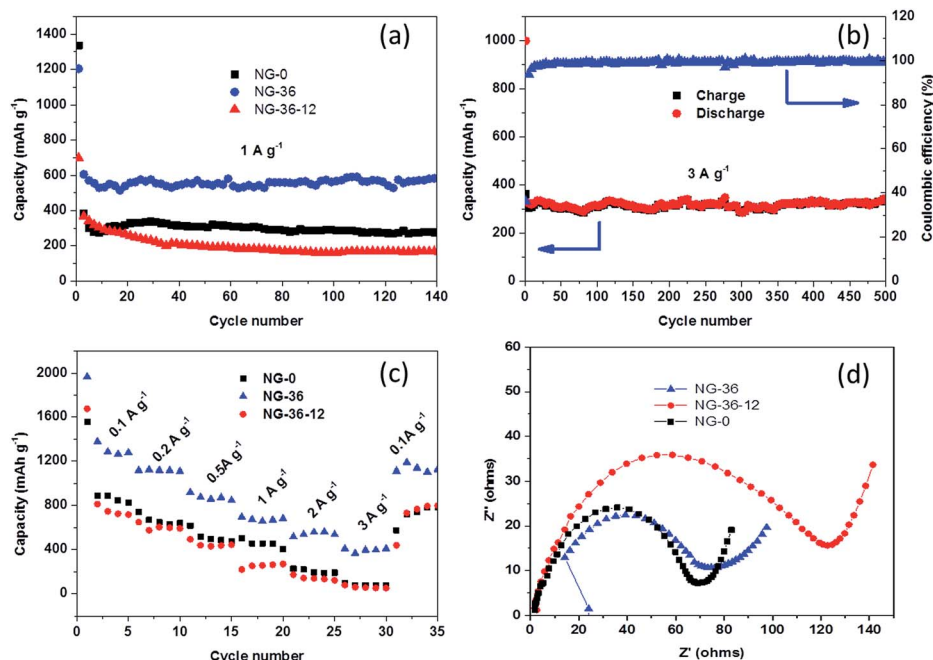 (a)
Capacity (mAh g⁻¹)
1400
1200
1000
800
600
400
200
0
NG-0
NG-36
NG-36-12
1 A g⁻¹
0 20 40 60 80 100 120 140
Cycle number
(b)
Capacity (mAh g⁻¹)
1000
800
600
400
300
0
Charge
Discharge
3 A g⁻¹
120
100
80
60
40
20
0
Coulombic efficiency (%)
0 50 100 150 200 250 300 350 400 450 500
Cycle number
(c)
Capacity (mAh g⁻¹)
2000
1600
1200
800
400
0
NG-0
NG-36
NG-36-12
0.1 A g⁻¹
0.2 A g⁻¹
0.5A g⁻¹
1 A g⁻¹
2 A g⁻¹
3 A g⁻¹
0.1A g⁻¹
0 5 10 15 20 25 30 35
Cycle number
(d)
Z'' (ohms)
60
50
40
30
20
10
0
NG-36
NG-36-12
NG-0
0 20 40 60 80 100 120 140
Z' (ohms)